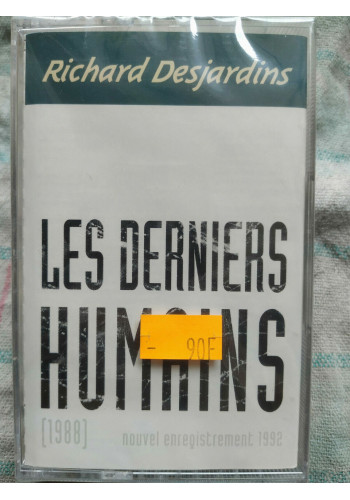 Richard Desjardins
LES DERNIERS
HUMAINS
90F
[1988] nouvel enregistrement 1992